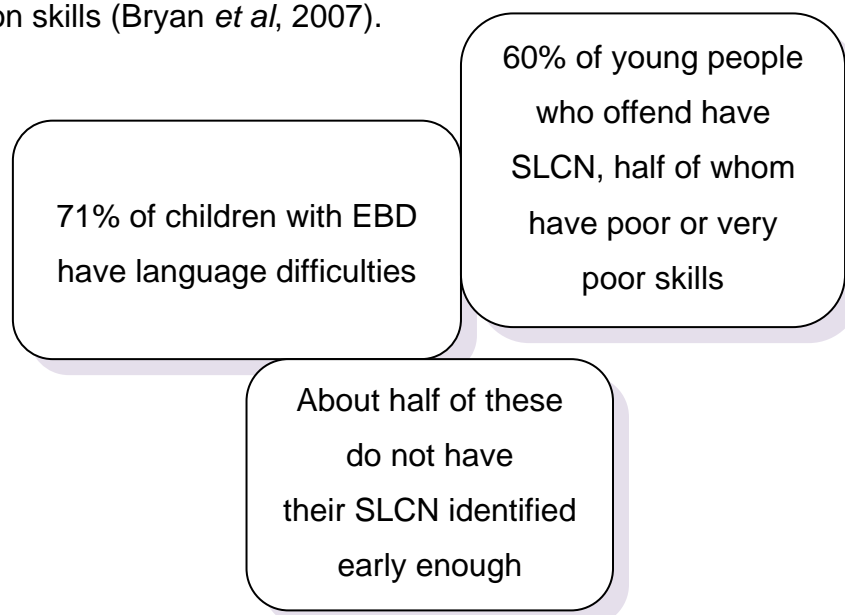 on skills (Bryan et al, 2007).
71% of children with EBD
have language difficulties
60% of young people
who offend have
SLCN, half of whom
have poor or very
poor skills
About half of these
do not have
their SLCN identified
early enough